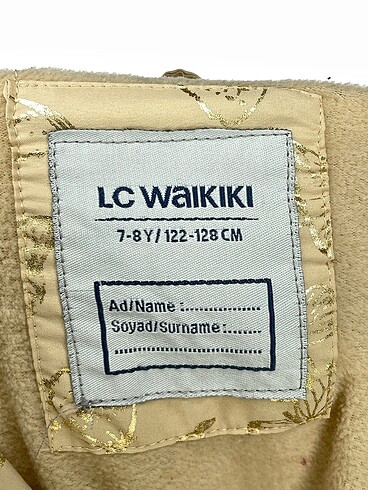 LC WAIKIKI
7-8 Y / 122-128 CM
Ad/Name :..................
Soyad/Surname :.......
..................................